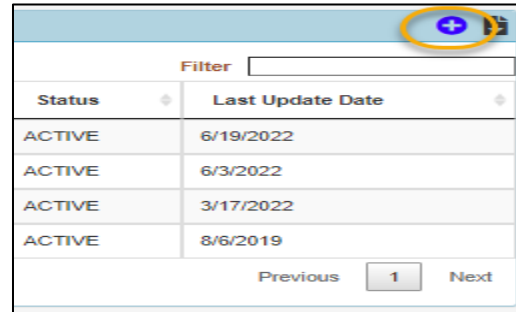 Filter
Status Last Update Date
ACTIVE 6/19/2022
ACTIVE 6/3/2022
ACTIVE 3/17/2022
ACTIVE 8/6/2019
Previous 1 Next